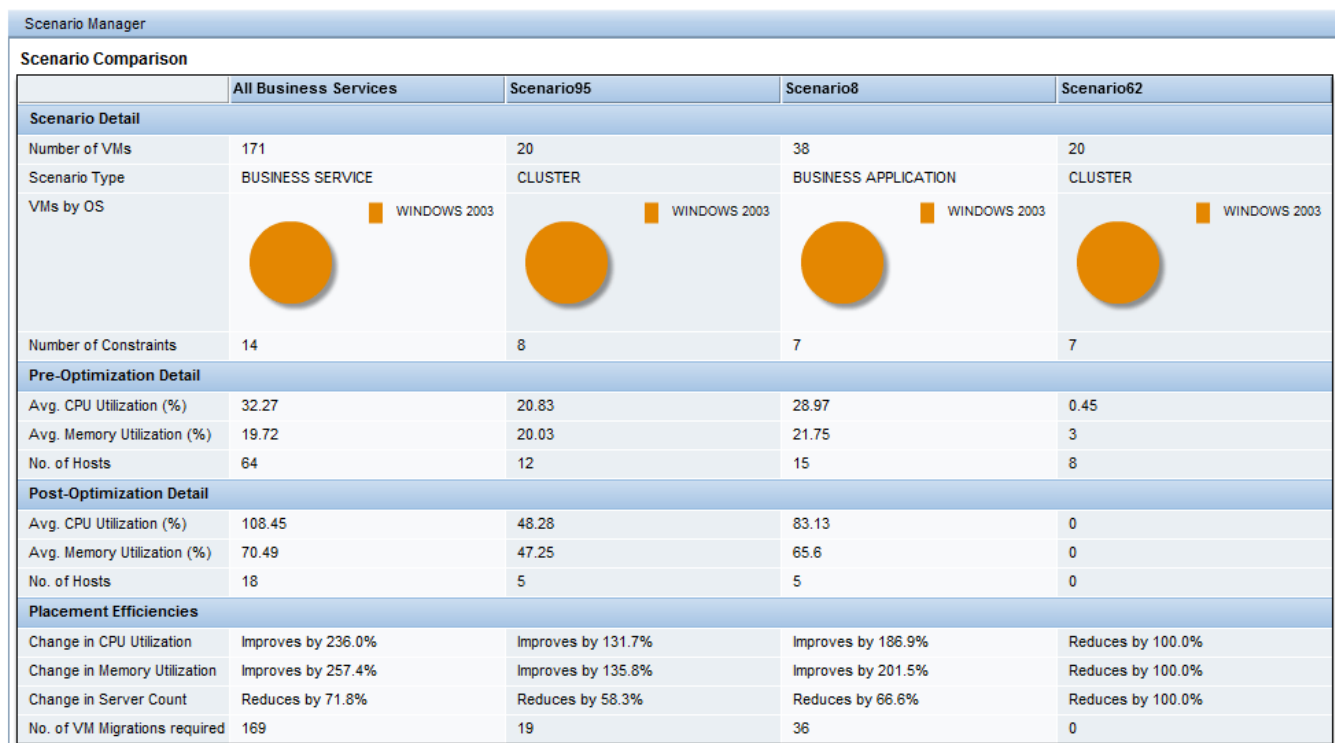 Scenario Manager
Scenario Comparison
All Business Services Scenario95 Scenario8 Scenario62
Scenario Detail
Number of VMs 171 20 38 20
Scenario Type BUSINESS SERVICE CLUSTER BUSINESS APPLICATION CLUSTER
VMs by OS WINDOWS 2003 WINDOWS 2003 WINDOWS 2003 WINDOWS 2003
Number of Constraints 14 8 7 7
Pre-Optimization Detail
Avg. CPU Utilization (%) 32.27 20.83 28.97 0.45
Avg. Memory Utilization (%) 19.72 20.03 21.75 3
No. of Hosts 64 12 15 8
Post-Optimization Detail
Avg. CPU Utilization (%) 108.45 48.28 83.13 0
Avg. Memory Utilization (%) 70.49 47.25 65.6 0
No. of Hosts 18 5 5 0
Placement Efficiencies
Change in CPU Utilization Improves by 236.0% Improves by 131.7% Improves by 186.9% Reduces by 100.0%
Change in Memory Utilization Improves by 257.4% Improves by 135.8% Improves by 201.5% Reduces by 100.0%
Change in Server Count Reduces by 71.8% Reduces by 58.3% Reduces by 66.6% Reduces by 100.0%
No. of VM Migrations required 169 19 36 0